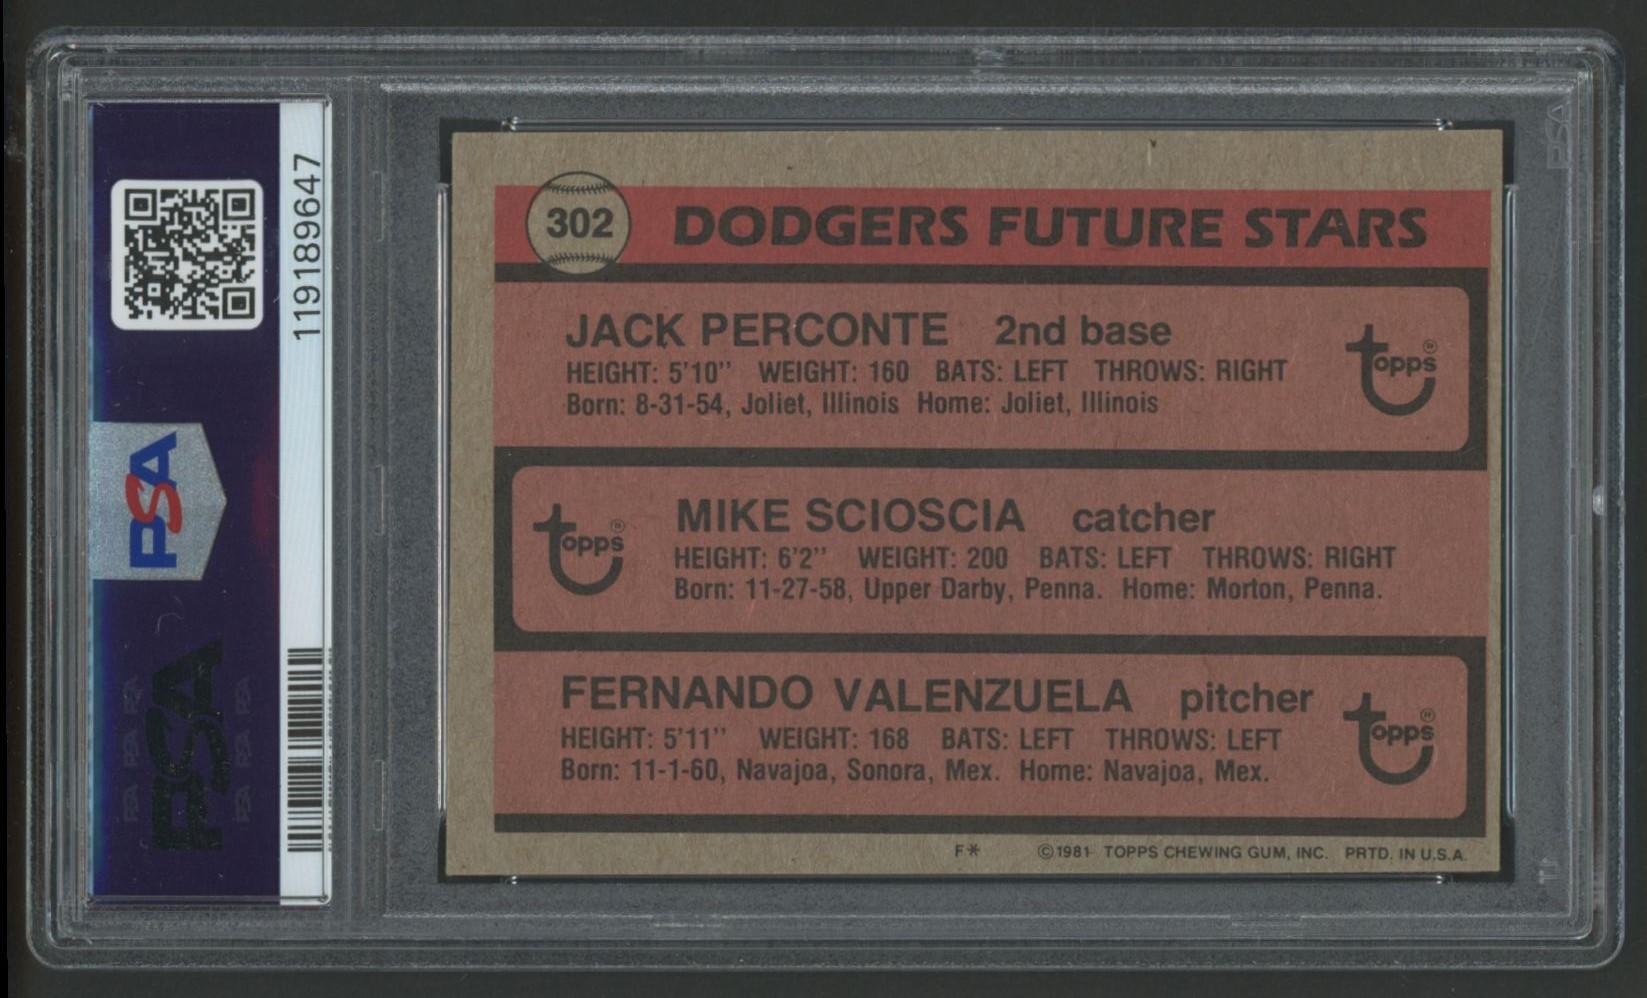 119189647
PSA
PSA
302 DODGERS FUTURE STARS
JACK PERCONTE 2nd base
HEIGHT: 5'10" WEIGHT: 160 BATS: LEFT THROWS: RIGHT
Born: 8-31-54, Joliet, Illinois Home: Joliet, Illinois
topps®
MIKE SCIOSCIA catcher
HEIGHT: 6'2" WEIGHT: 200 BATS: LEFT THROWS: RIGHT
Born: 11-27-58, Upper Darby, Penna. Home: Morton, Penna.
topps®
FERNANDO VALENZUELA pitcher
HEIGHT: 5'11" WEIGHT: 168 BATS: LEFT THROWS: LEFT
Born: 11-1-60, Navajoa, Sonora, Mex. Home: Navajoa, Mex.
topps®
F* ©1981 TOPPS CHEWING GUM, INC. PRTD. IN U.S.A.
PSA